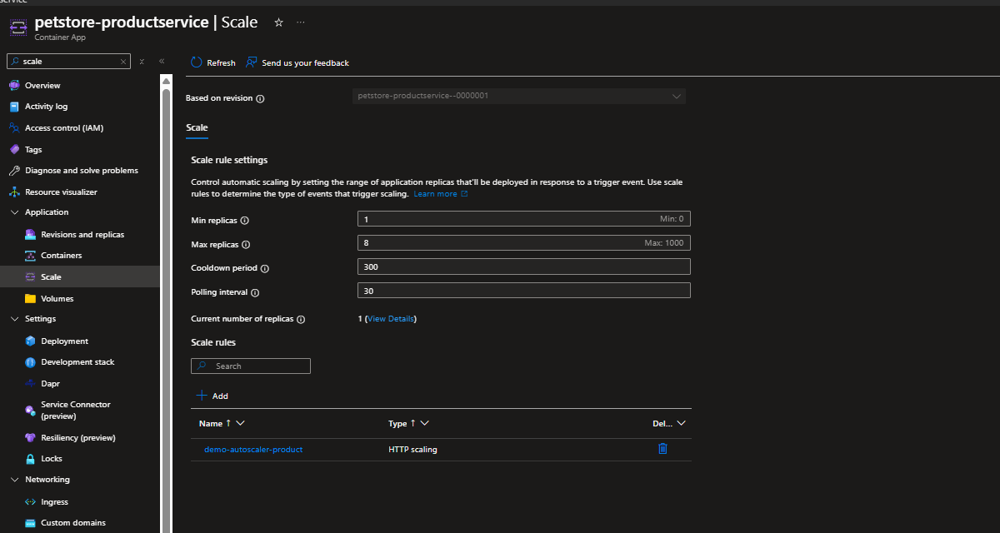 service
petstore-productservice | Scale
Container App
scale
Refresh
Send us your feedback
Overview
Activity log
Access control (IAM)
Tags
Diagnose and solve problems
Resource visualizer
Application
Revisions and replicas
Containers
Scale
Volumes
Settings
Deployment
Development stack
Dapr
Service Connector
(preview)
Resiliency (preview)
Locks
Networking
Ingress
Custom domains
Based on revision
petstore-productservice--0000001
Scale
Scale rule settings
Control automatic scaling by setting the range of application replicas that'll be deployed in response to a trigger event. Use scale
rules to determine the type of events that trigger scaling. Learn more
Min replicas
1
Min: 0
Max replicas
8
Max: 1000
Cooldown period
300
Polling interval
30
Current number of replicas
1 (View Details)
Scale rules
Search
Add
Name ↑
Type ↑
Del...
demo-autoscaler-product
HTTP scaling